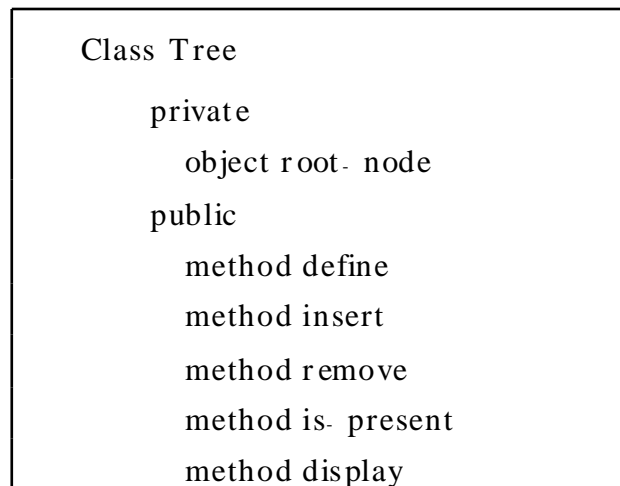 Class Tree
private
object root-node
public
method define
method insert
method remove
method is-present
method display